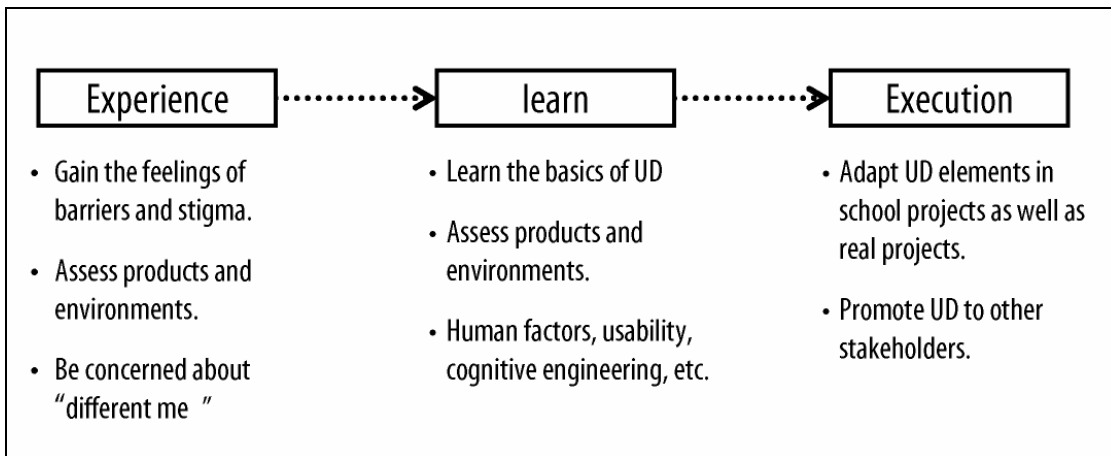 Experience
learn
Execution
• Gain the feelings of
barriers and stigma.
• Assess products and
environments.
• Be concerned about
“different me ”
• Learn the basics of UD
• Assess products and
environments.
• Human factors, usability,
cognitive engineering, etc.
• Adapt UD elements in
school projects as well as
real projects.
• Promote UD to other
stakeholders.